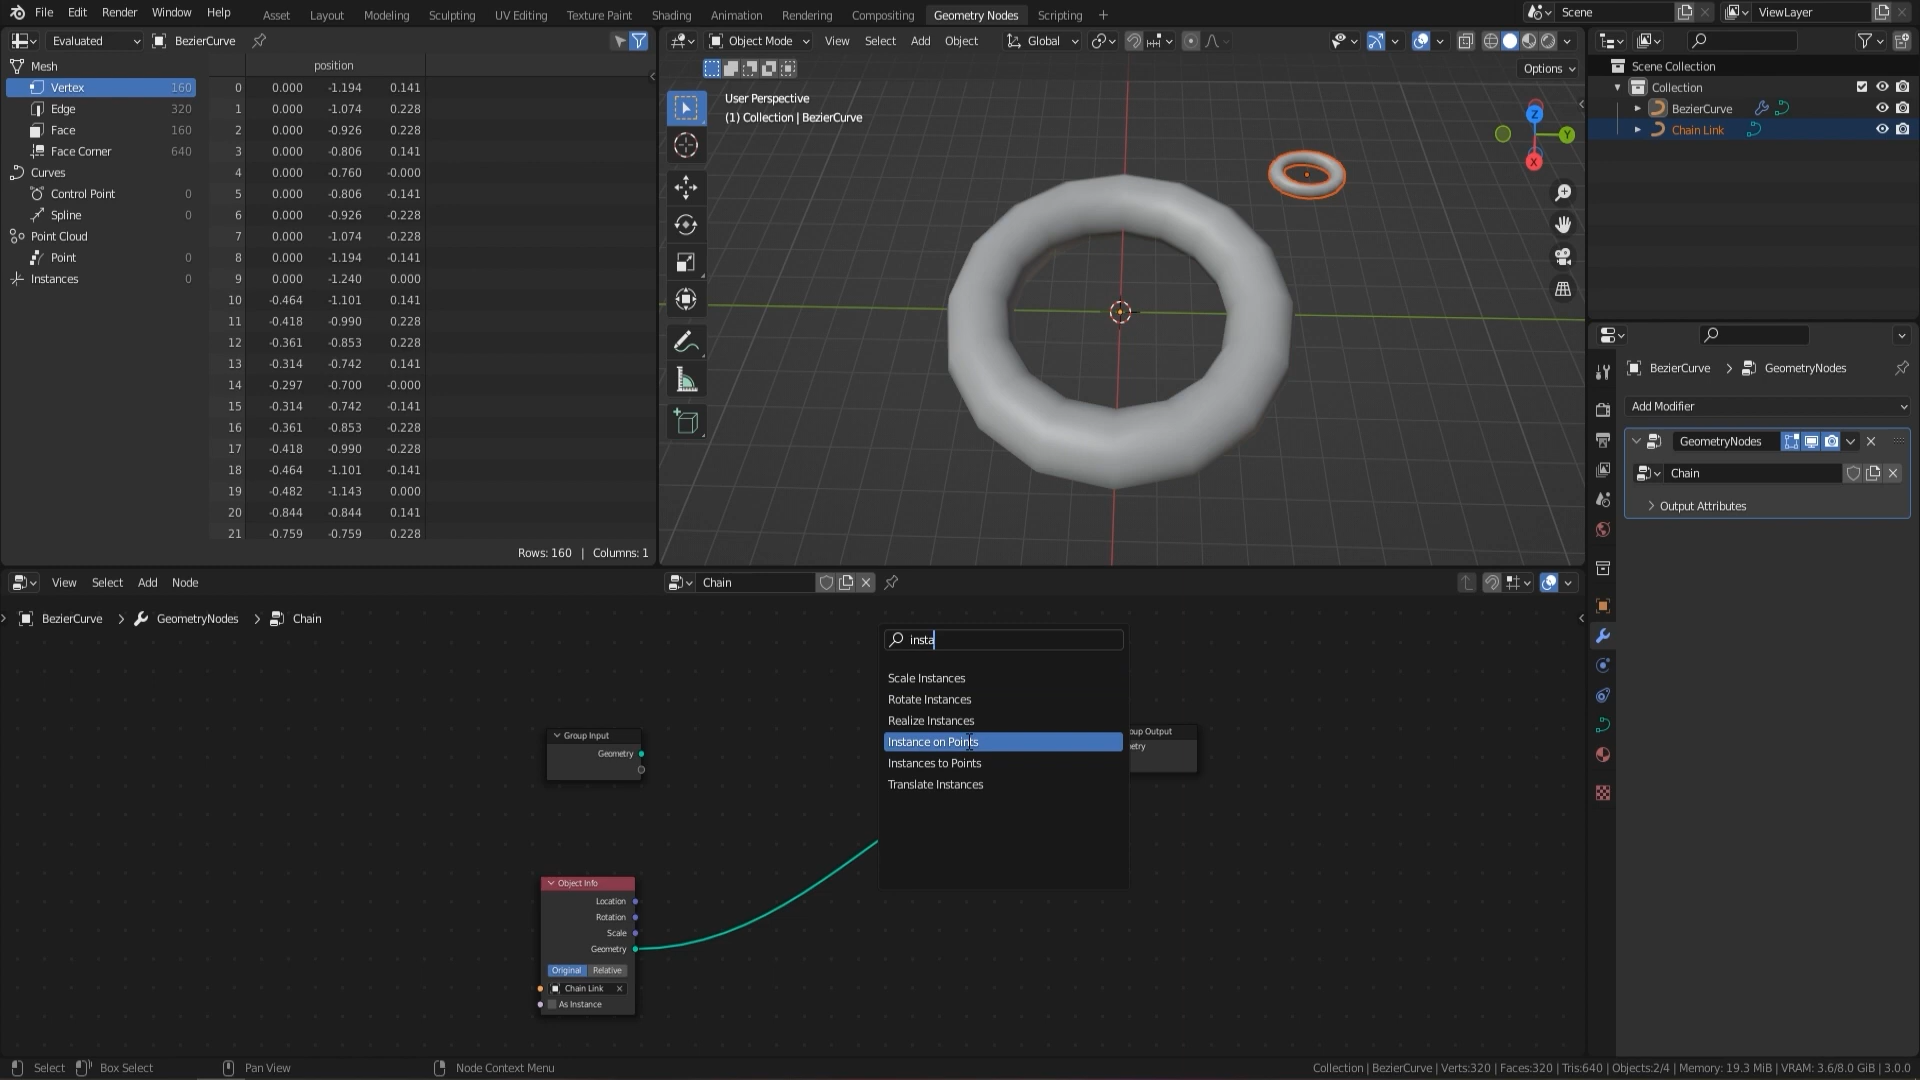 File Edit Render Window Help Asset Layout Modeling Sculpting UV Editing Texture Paint Shading Animation Rendering Compositing Geometry Nodes Scripting + Scene ViewLayer
Evaluated BezierCurve
Object Mode View Select Add Object Global
Options
Mesh
Vertex 160
Edge 320
Face 160
Face Corner 640
Curves
Control Point 0
Spline 0
Point Cloud
Point 0
Instances 0
position
0 0.000 -1.194 0.141
1 0.000 -1.074 0.228
2 0.000 -0.926 0.228
3 0.000 -0.806 0.141
4 0.000 -0.760 -0.000
5 0.000 -0.806 -0.141
6 0.000 -0.926 -0.228
7 0.000 -1.074 -0.228
8 0.000 -1.194 -0.141
9 0.000 -1.240 0.000
10 -0.464 -1.101 0.141
11 -0.418 -0.990 0.228
12 -0.361 -0.853 0.228
13 -0.314 -0.742 0.141
14 -0.297 -0.700 -0.000
15 -0.314 -0.742 -0.141
16 -0.361 -0.853 -0.228
17 -0.418 -0.990 -0.228
18 -0.464 -1.101 -0.141
19 -0.482 -1.143 0.000
20 -0.844 -0.844 0.141
21 -0.759 -0.759 0.228
Rows: 160 | Columns: 1
User Perspective
(1) Collection | BezierCurve
Z
Y
X
Scene Collection
Collection
BezierCurve
Chain Link
BezierCurve > GeometryNodes
Add Modifier
GeometryNodes
Chain
Output Attributes
View Select Add Node
Chain
BezierCurve > GeometryNodes > Chain
insta
Scale Instances
Rotate Instances
Realize Instances
Instance on Points
Instances to Points
Translate Instances
Group Input
Geometry
up Output
etry
Object Info
Location
Rotation
Scale
Geometry
Original Relative
Chain Link
As Instance
Select Box Select Pan View Node Context Menu
Collection | BezierCurve | Verts:320 | Faces:320 | Tris:640 | Objects:2/4 | Memory: 19.3 MiB | VRAM: 3.6/8.0 GiB | 3.0.0